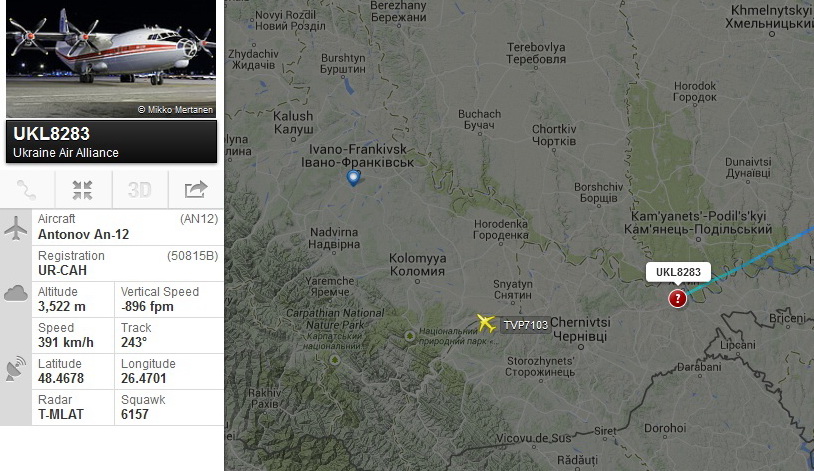 © Mikko Mertanen
UKL8283
Ukraine Air Alliance
3D
Aircraft (AN12)
Antonov An-12
Registration (50815B)
UR-CAH
Altitude
3,522 m
Vertical Speed
-896 fpm
Speed
391 km/h
Track
243°
Latitude
48.4678
Longitude
26.4701
Radar
T-MLAT
Squawk
6157
Berezhany
Бережани
Novyi Rozdil
Новий Розділ
Khmelnytskyi
Хмельницький
Zhydachiv
Жидачів
Burshtyn
Бурштин
Terebovlya
Теребовля
Horodok
Городок
Kalush
Калуш
Buchach
Бучач
Chortkiv
Чортків
Ivano-Frankivsk
Івано-Франківськ
Dunaivtsi
Дунаївці
Borshchiv
Борщів
Kam'yanets'-Podil's'kyi
Кам'янець-Подільський
Nadvirna
Надвірна
Horodenka
Городенка
Kolomyya
Коломия
UKL8283
Yaremche
Яремче
Snyatyn
Снятин
Carpathian National
Nature Park
Карпатський
національний
Національний
природний парк
TVP7103
Chernivtsi
Чернівці
Briceni
Lipcani
Storozhynets'
Сторожинець
Darabani
Rakhiv
Рахів
Vicovu de Sus
Siret
Dorohoi
Rădăuți